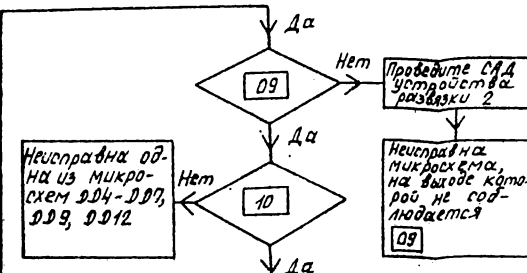 Да
09
Нет
Проведите САД
устройства
развязки 2
Да
Неисправна од-
на из микро-
схем DD4-DD7,
DD9, DD12
Нет
10
Неисправна
микросхема,
на выходе кото-
рой не соб-
людается
09
Да